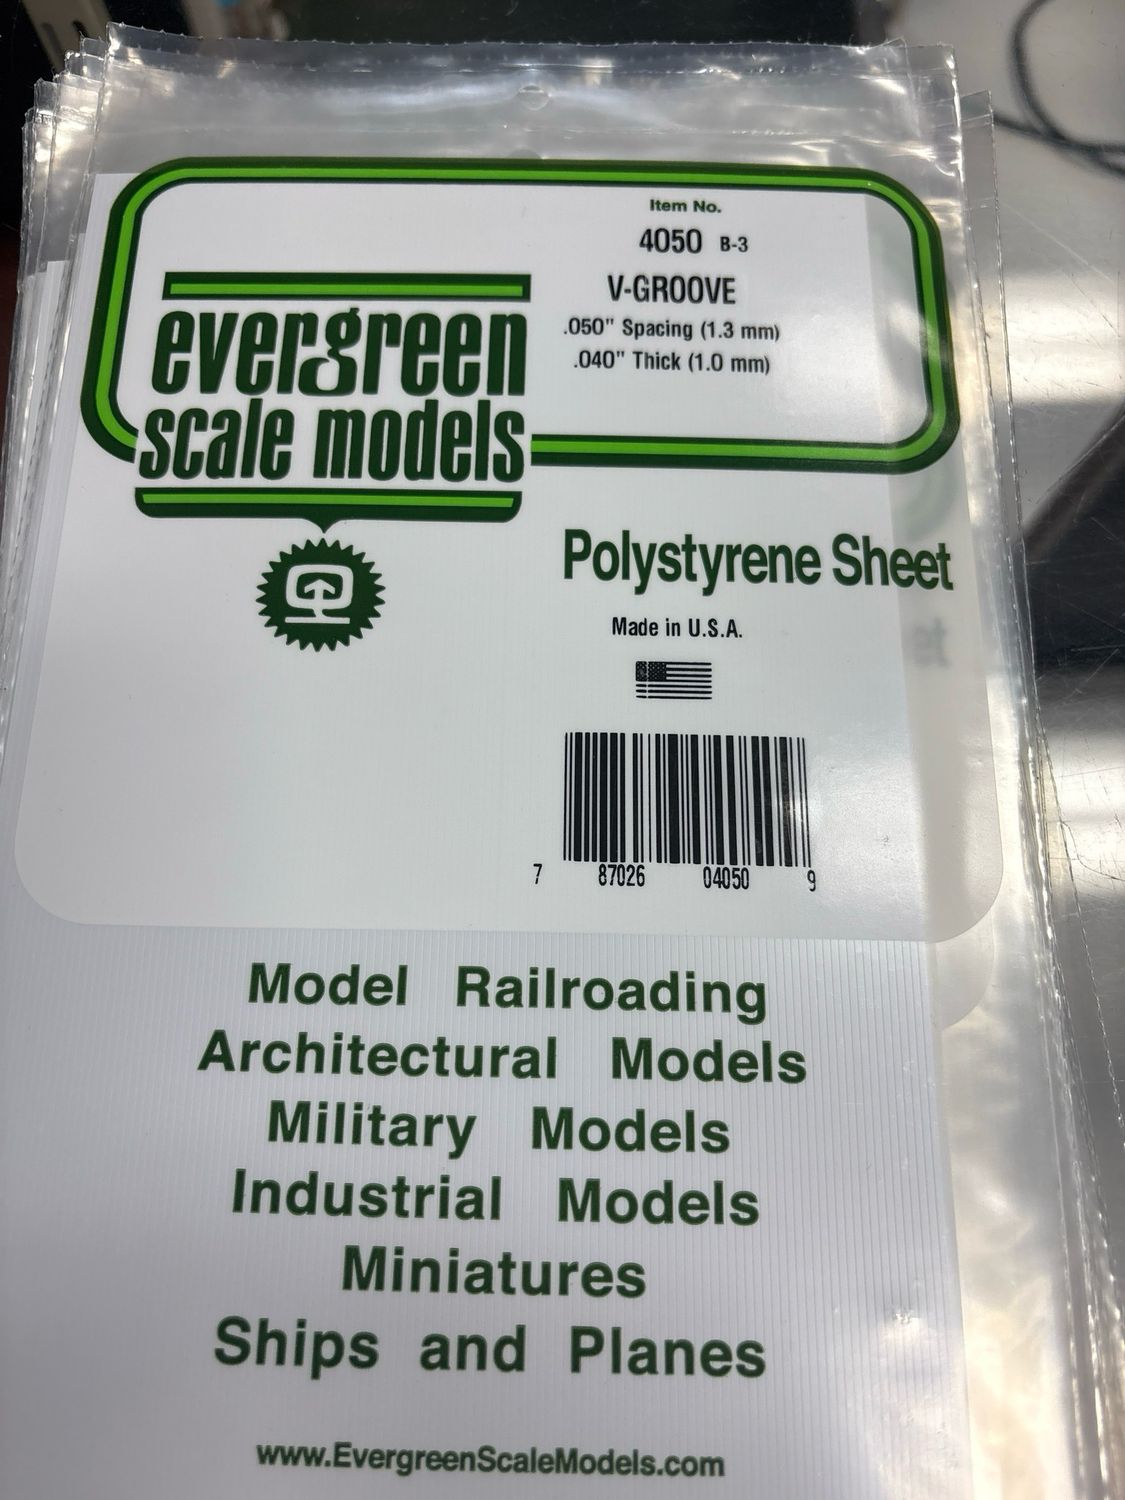 Item No.
4050 B-3
V-GROOVE
.050" Spacing (1.3 mm)
.040" Thick (1.0 mm)
evergreen
scale models
Polystyrene Sheet
Made in U.S.A.
7 87026 04050 9
Model Railroading
Architectural Models
Military Models
Industrial Models
Miniatures
Ships and Planes
www.EvergreenScaleModels.com